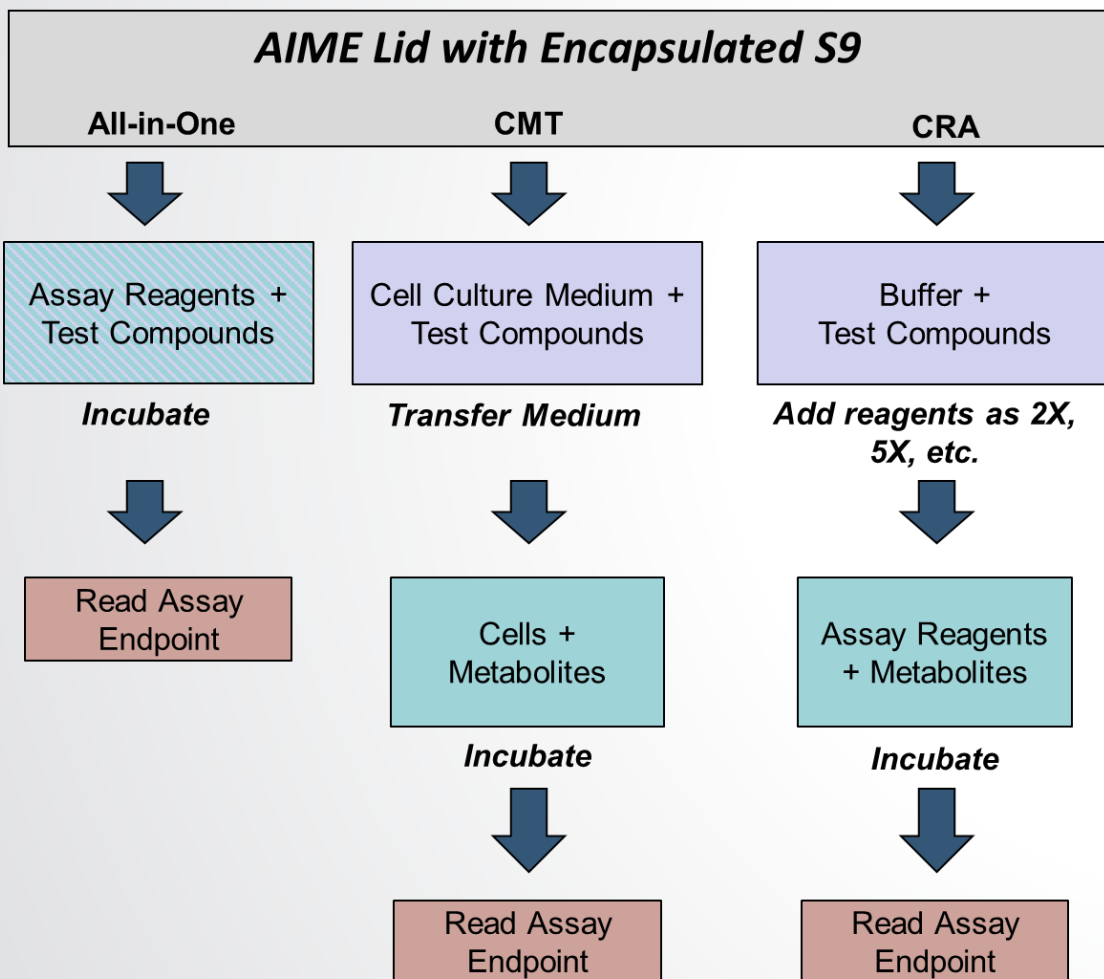 AIME Lid with Encapsulated S9
All-in-One
CMT
CRA
Assay Reagents +
Test Compounds
Cell Culture Medium +
Test Compounds
Buffer +
Test Compounds
Incubate
Transfer Medium
Add reagents as 2X,
5X, etc.
Read Assay
Endpoint
Cells +
Metabolites
Assay Reagents
+ Metabolites
Incubate
Incubate
Read Assay
Endpoint
Read Assay
Endpoint